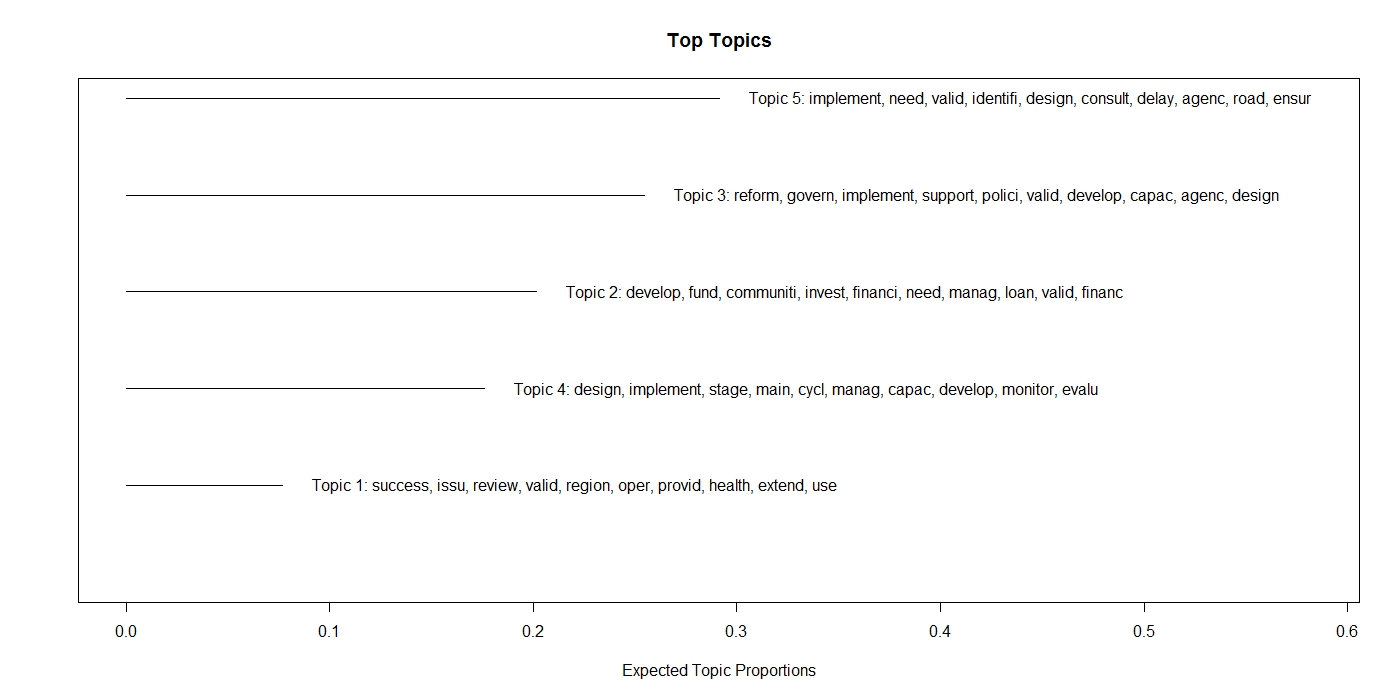 Top Topics
Topic 5: implement, need, valid, identifi, design, consult, delay, agenc, road, ensur
Topic 3: reform, govern, implement, support, polici, valid, develop, capac, agenc, design
Topic 2: develop, fund, communiti, invest, financi, need, manag, loan, valid, financ
Topic 4: design, implement, stage, main, cycl, manag, capac, develop, monitor, evalu
Topic 1: success, issu, review, valid, region, oper, provid, health, extend, use
0.0 0.1 0.2 0.3 0.4 0.5 0.6
Expected Topic Proportions